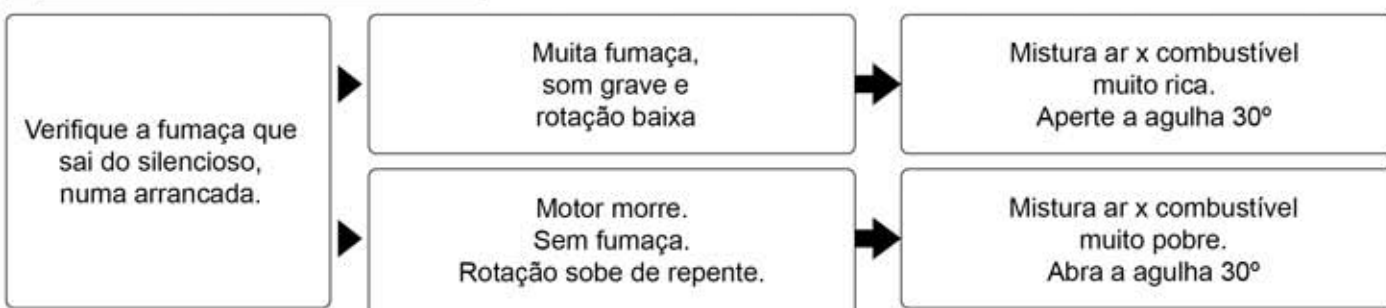 Verifique a fumaça que
sai do silencioso,
numa arrancada.
Muita fumaça,
som grave e
rotação baixa
Mistura ar x combustível
muito rica.
Aperte a agulha 30º
Motor morre.
Sem fumaça.
Rotação sobe de repente.
Mistura ar x combustível
muito pobre.
Abra a agulha 30º